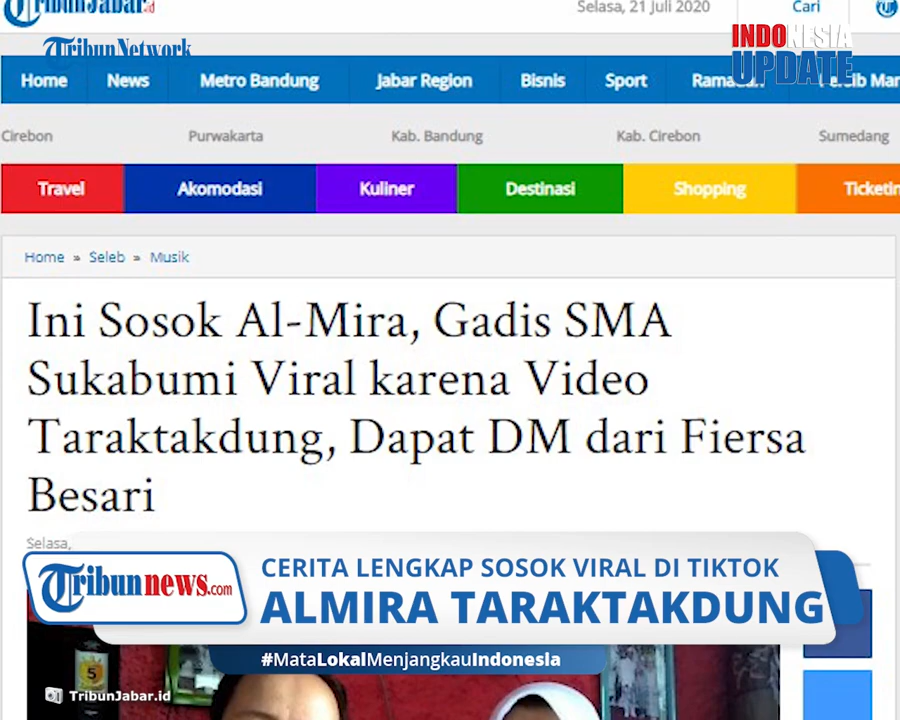 TribunJabar.id
Selasa, 21 Juli 2020
Cari
TribunNetwork
INDONESIA
UPDATE
Home
News
Metro Bandung
Jabar Region
Bisnis
Sport
Cirebon
Purwakarta
Kab. Bandung
Kab. Cirebon
Sumedang
Travel
Akomodasi
Kuliner
Destinasi
Shopping
Home » Seleb » Musik
Ini Sosok Al-Mira, Gadis SMA
Sukabumi Viral karena Video
Taraktakdung, Dapat DM dari Fiersa
Besari
Selasa,
Tribunnews.com
CERITA LENGKAP SOSOK VIRAL DI TIKTOK
ALMIRA TARAKTAKDUNG
#MataLokalMenjangkauIndonesia
5
TribunJabar.id